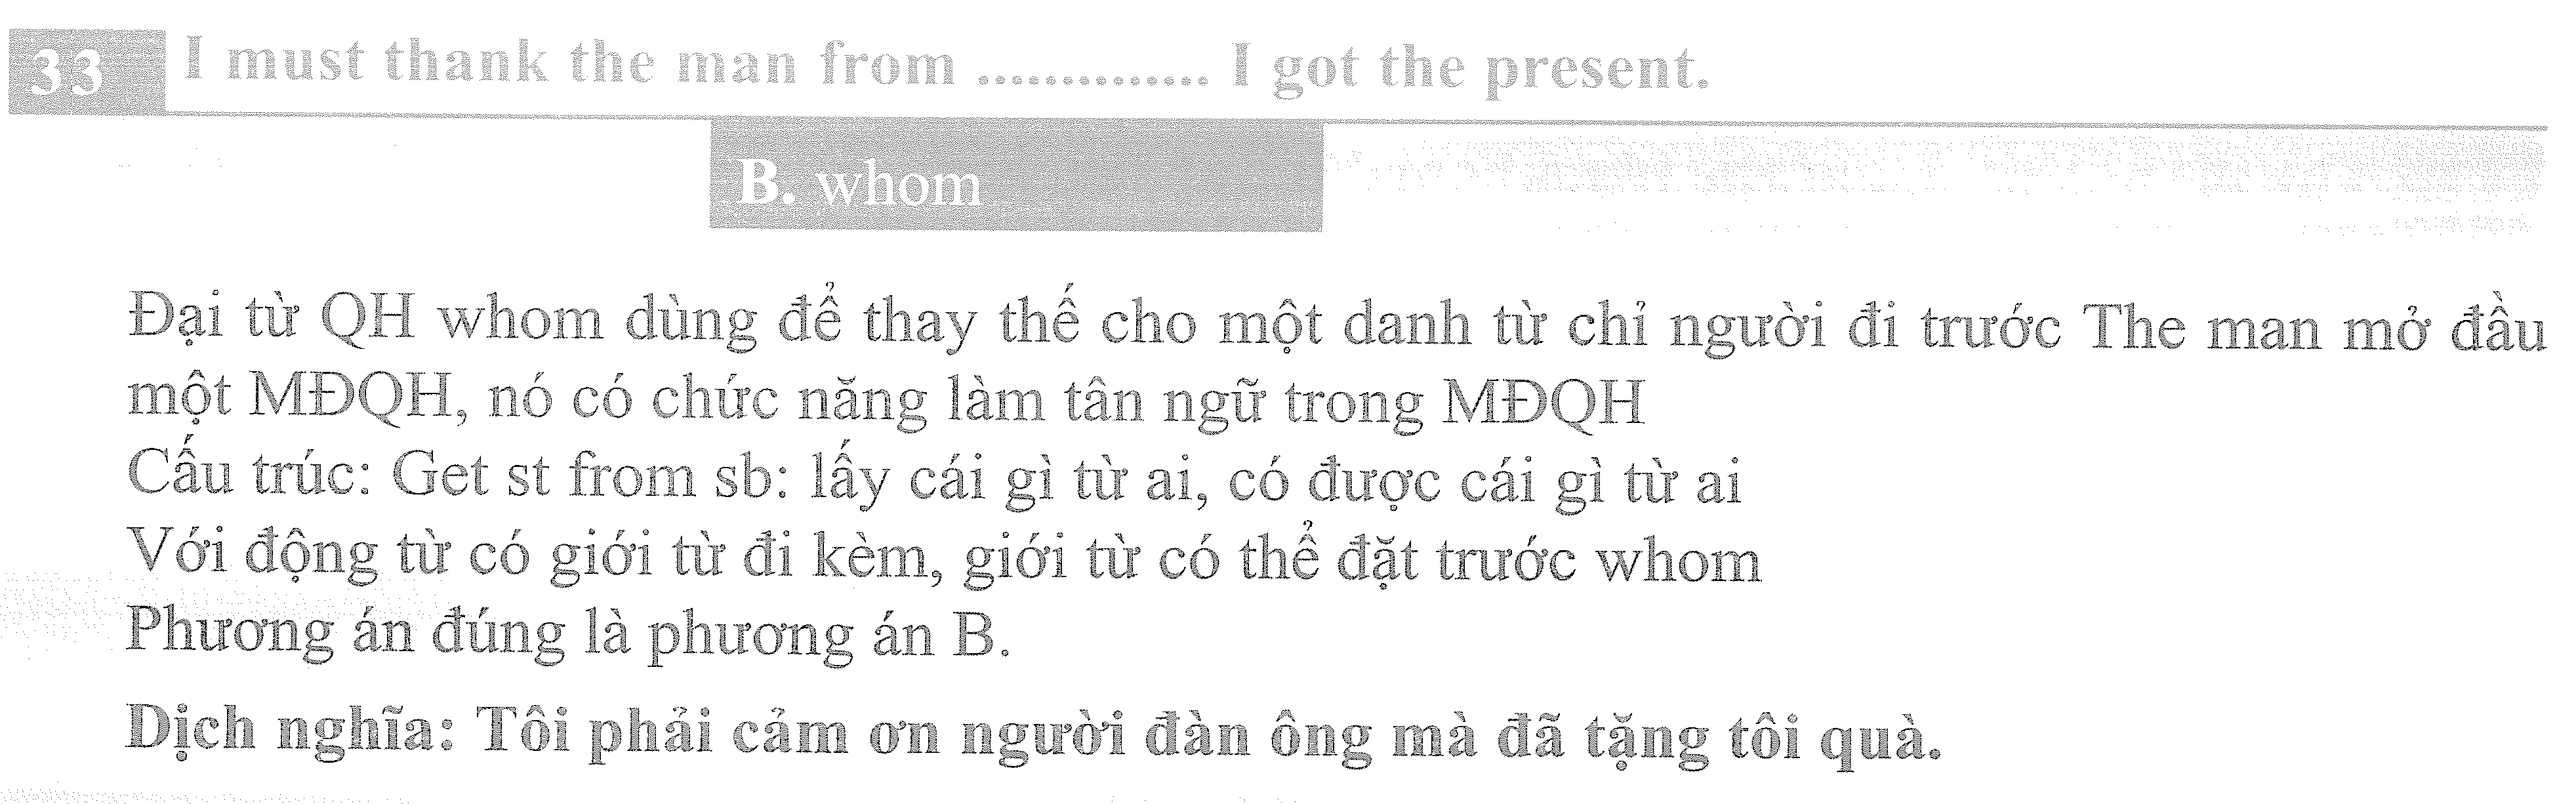 33 I must thank the man from .............. I got the present.
B. whom
Đại từ QH whom dùng để thay thế cho một danh từ chỉ người đi trước The man mở đầu
một MĐQH, nó có chức năng làm tân ngữ trong MĐQH
Cấu trúc: Get st from sb: lấy cái gì từ ai, có được cái gì từ ai
Với động từ có giới từ đi kèm, giới từ có thể đặt trước whom
Phương án đúng là phương án B.
Dịch nghĩa: Tôi phải cảm ơn người đàn ông mà đã tặng tôi quà.